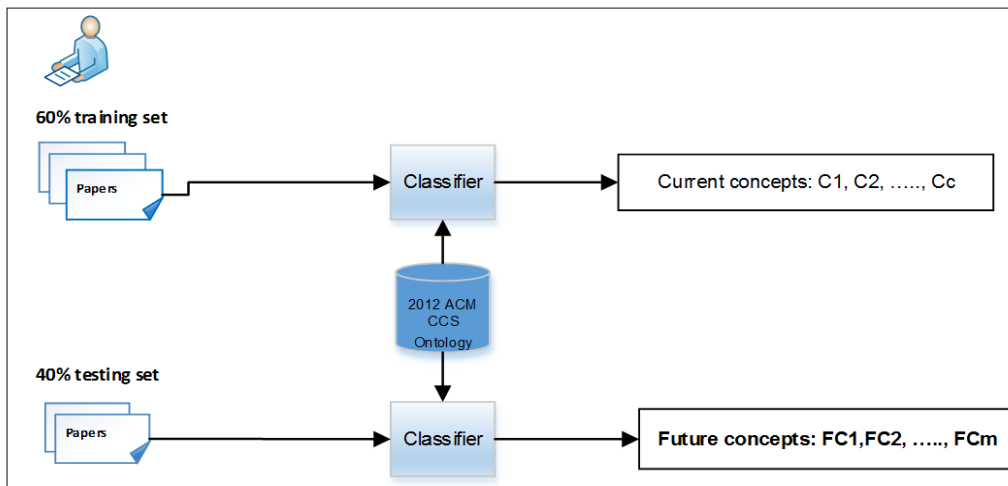 60% training set
Papers
Classifier
Current concepts: C1, C2, ....., Cc
2012 ACM
CCS
Ontology
40% testing set
Papers
Classifier
Future concepts: FC1,FC2, ....., FCm